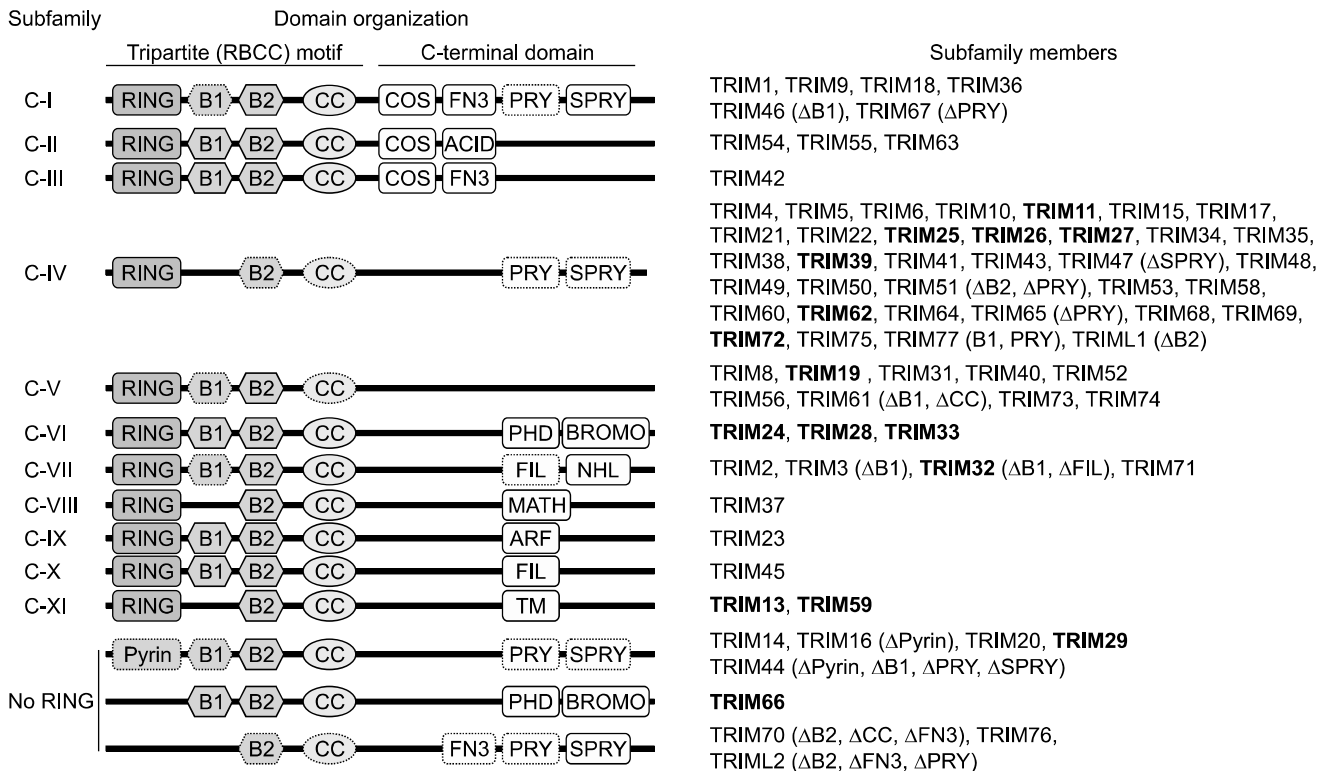 Subfamily Domain organization
Tripartite (RBCC) motif C-terminal domain Subfamily members
C-I RING B1 B2 CC COS FN3 PRY SPRY TRIM1, TRIM9, TRIM18, TRIM36
TRIM46 (ΔB1), TRIM67 (ΔPRY)
C-II RING B1 B2 CC COS ACID TRIM54, TRIM55, TRIM63
C-III RING B1 B2 CC COS FN3 TRIM42
TRIM4, TRIM5, TRIM6, TRIM10, TRIM11, TRIM15, TRIM17,
TRIM21, TRIM22, TRIM25, TRIM26, TRIM27, TRIM34, TRIM35,
C-IV RING B2 CC PRY SPRY TRIM38, TRIM39, TRIM41, TRIM43, TRIM47 (ΔSPRY), TRIM48,
TRIM49, TRIM50, TRIM51 (ΔB2, ΔPRY), TRIM53, TRIM58,
TRIM60, TRIM62, TRIM64, TRIM65 (ΔPRY), TRIM68, TRIM69,
TRIM72, TRIM75, TRIM77 (B1, PRY), TRIML1 (ΔB2)
C-V RING B1 B2 CC TRIM8, TRIM19 , TRIM31, TRIM40, TRIM52
TRIM56, TRIM61 (ΔB1, ΔCC), TRIM73, TRIM74
C-VI RING B1 B2 CC PHD BROMO TRIM24, TRIM28, TRIM33
C-VII RING B1 B2 CC FIL NHL TRIM2, TRIM3 (ΔB1), TRIM32 (ΔB1, ΔFIL), TRIM71
C-VIII RING B2 CC MATH TRIM37
C-IX RING B1 B2 CC ARF TRIM23
C-X RING B1 B2 CC FIL TRIM45
C-XI RING B2 CC TM TRIM13, TRIM59
Pyrin B1 B2 CC PRY SPRY TRIM14, TRIM16 (ΔPyrin), TRIM20, TRIM29
TRIM44 (ΔPyrin, ΔB1, ΔPRY, ΔSPRY)
No RING B1 B2 CC PHD BROMO TRIM66
B2 CC FN3 PRY SPRY TRIM70 (ΔB2, ΔCC, ΔFN3), TRIM76,
TRIML2 (ΔB2, ΔFN3, ΔPRY)